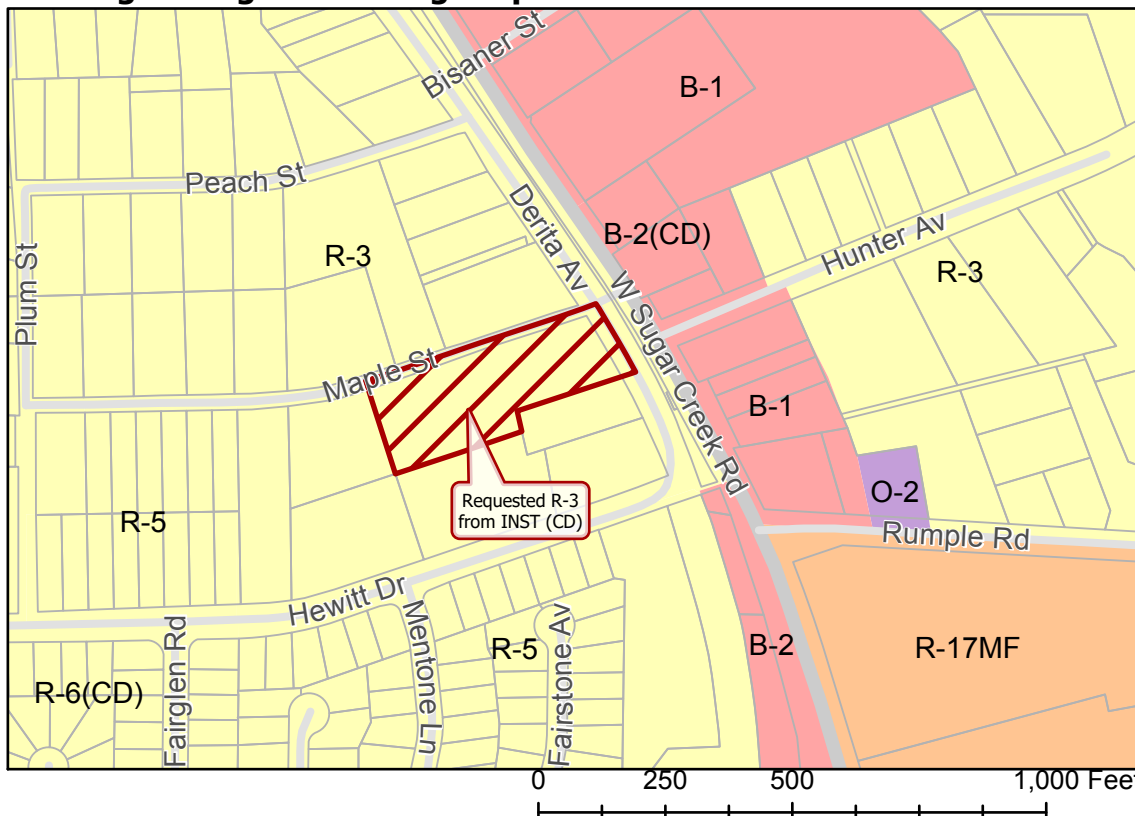 Bisaner St
B-1
Peach St
Derita Av
B-2(CD)
Hunter Av
R-3
R-3
Plum St
W Sugar Creek Rd
Maple St
B-1
Requested R-3
from INST (CD)
O-2
R-5
Rumple Rd
Hewitt Dr
Mentone Ln
Fairstone Av
R-5
B-2
R-17MF
Fairglen Rd
R-6(CD)
0 250 500 1,000 Feet